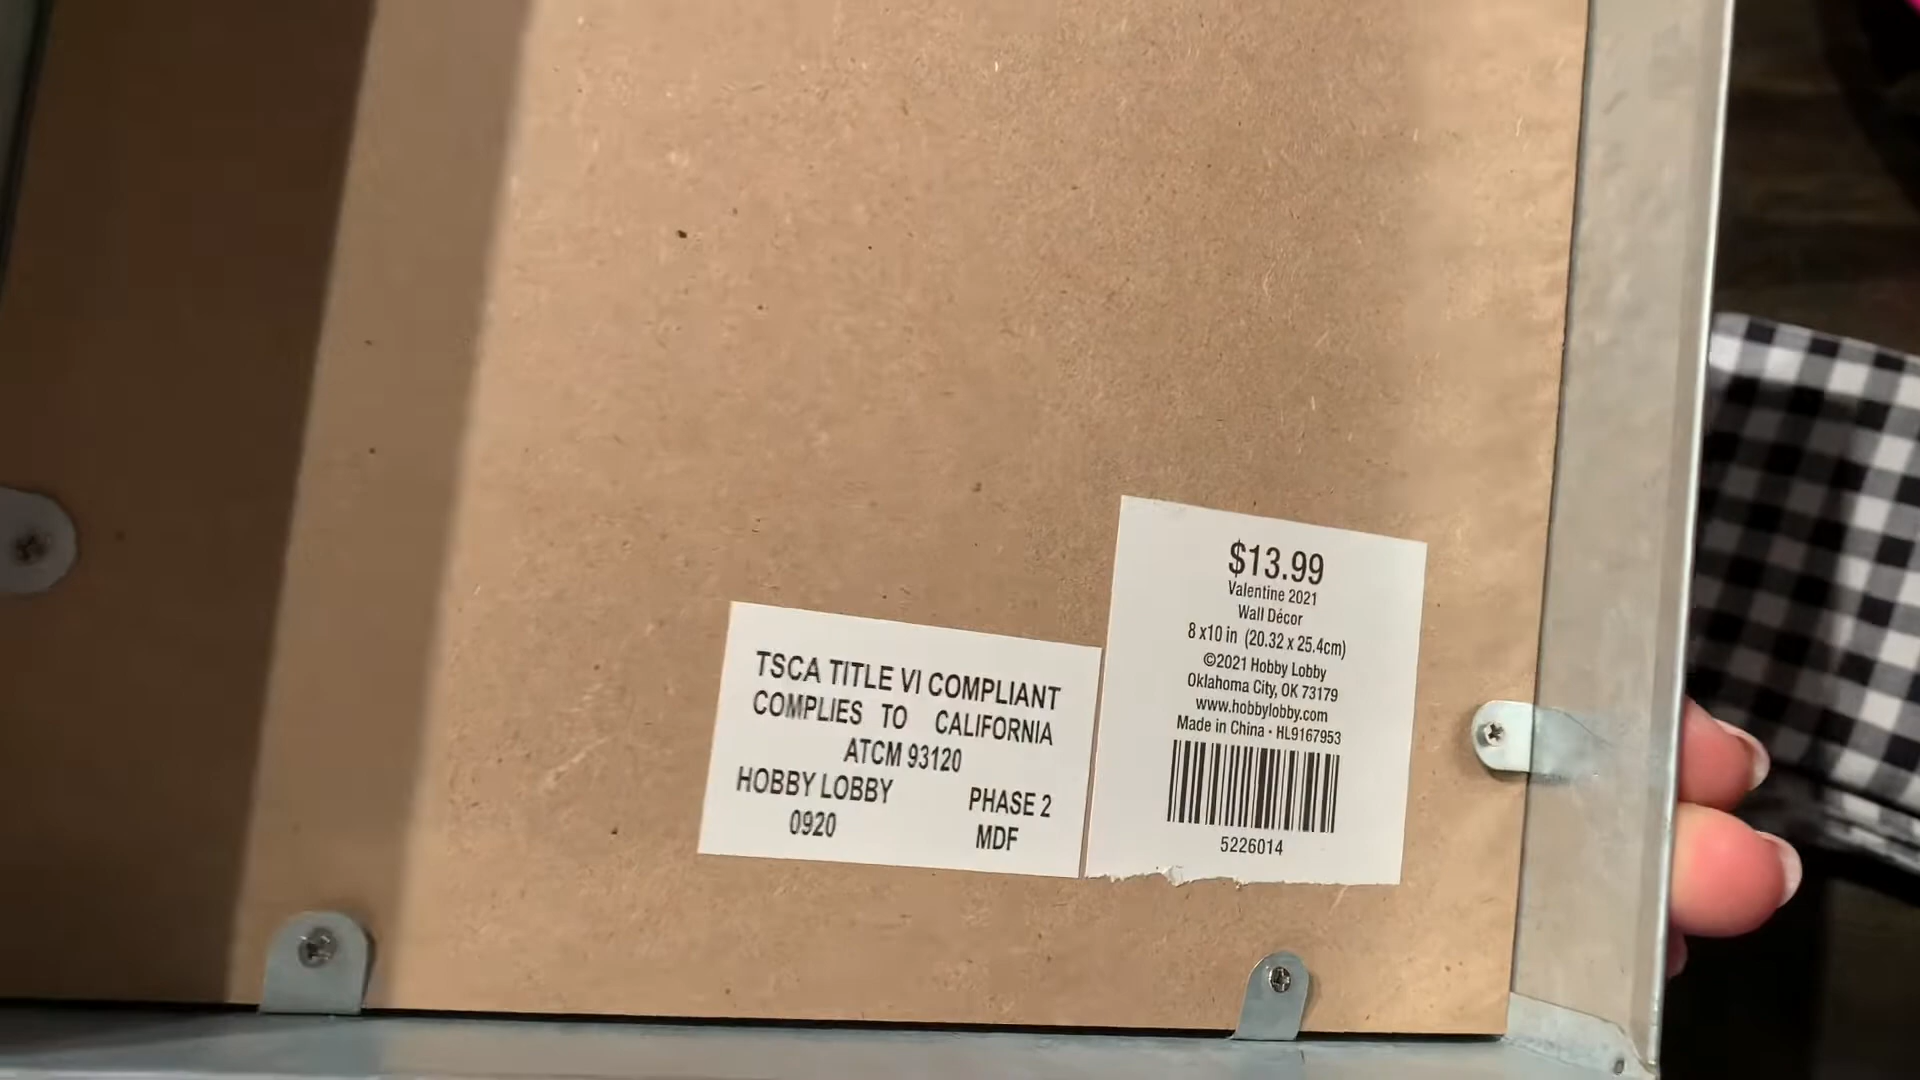 TSCA TITLE VI COMPLIANT
COMPLIES TO CALIFORNIA
ATCM 93120
HOBBY LOBBY PHASE 2
0920 MDF
$13.99
Valentine 2021
Wall Décor
8 x10 in (20.32 x 25.4cm)
©2021 Hobby Lobby
Oklahoma City, OK 73179
www.hobbylobby.com
Made in China · HL9167953
5226014